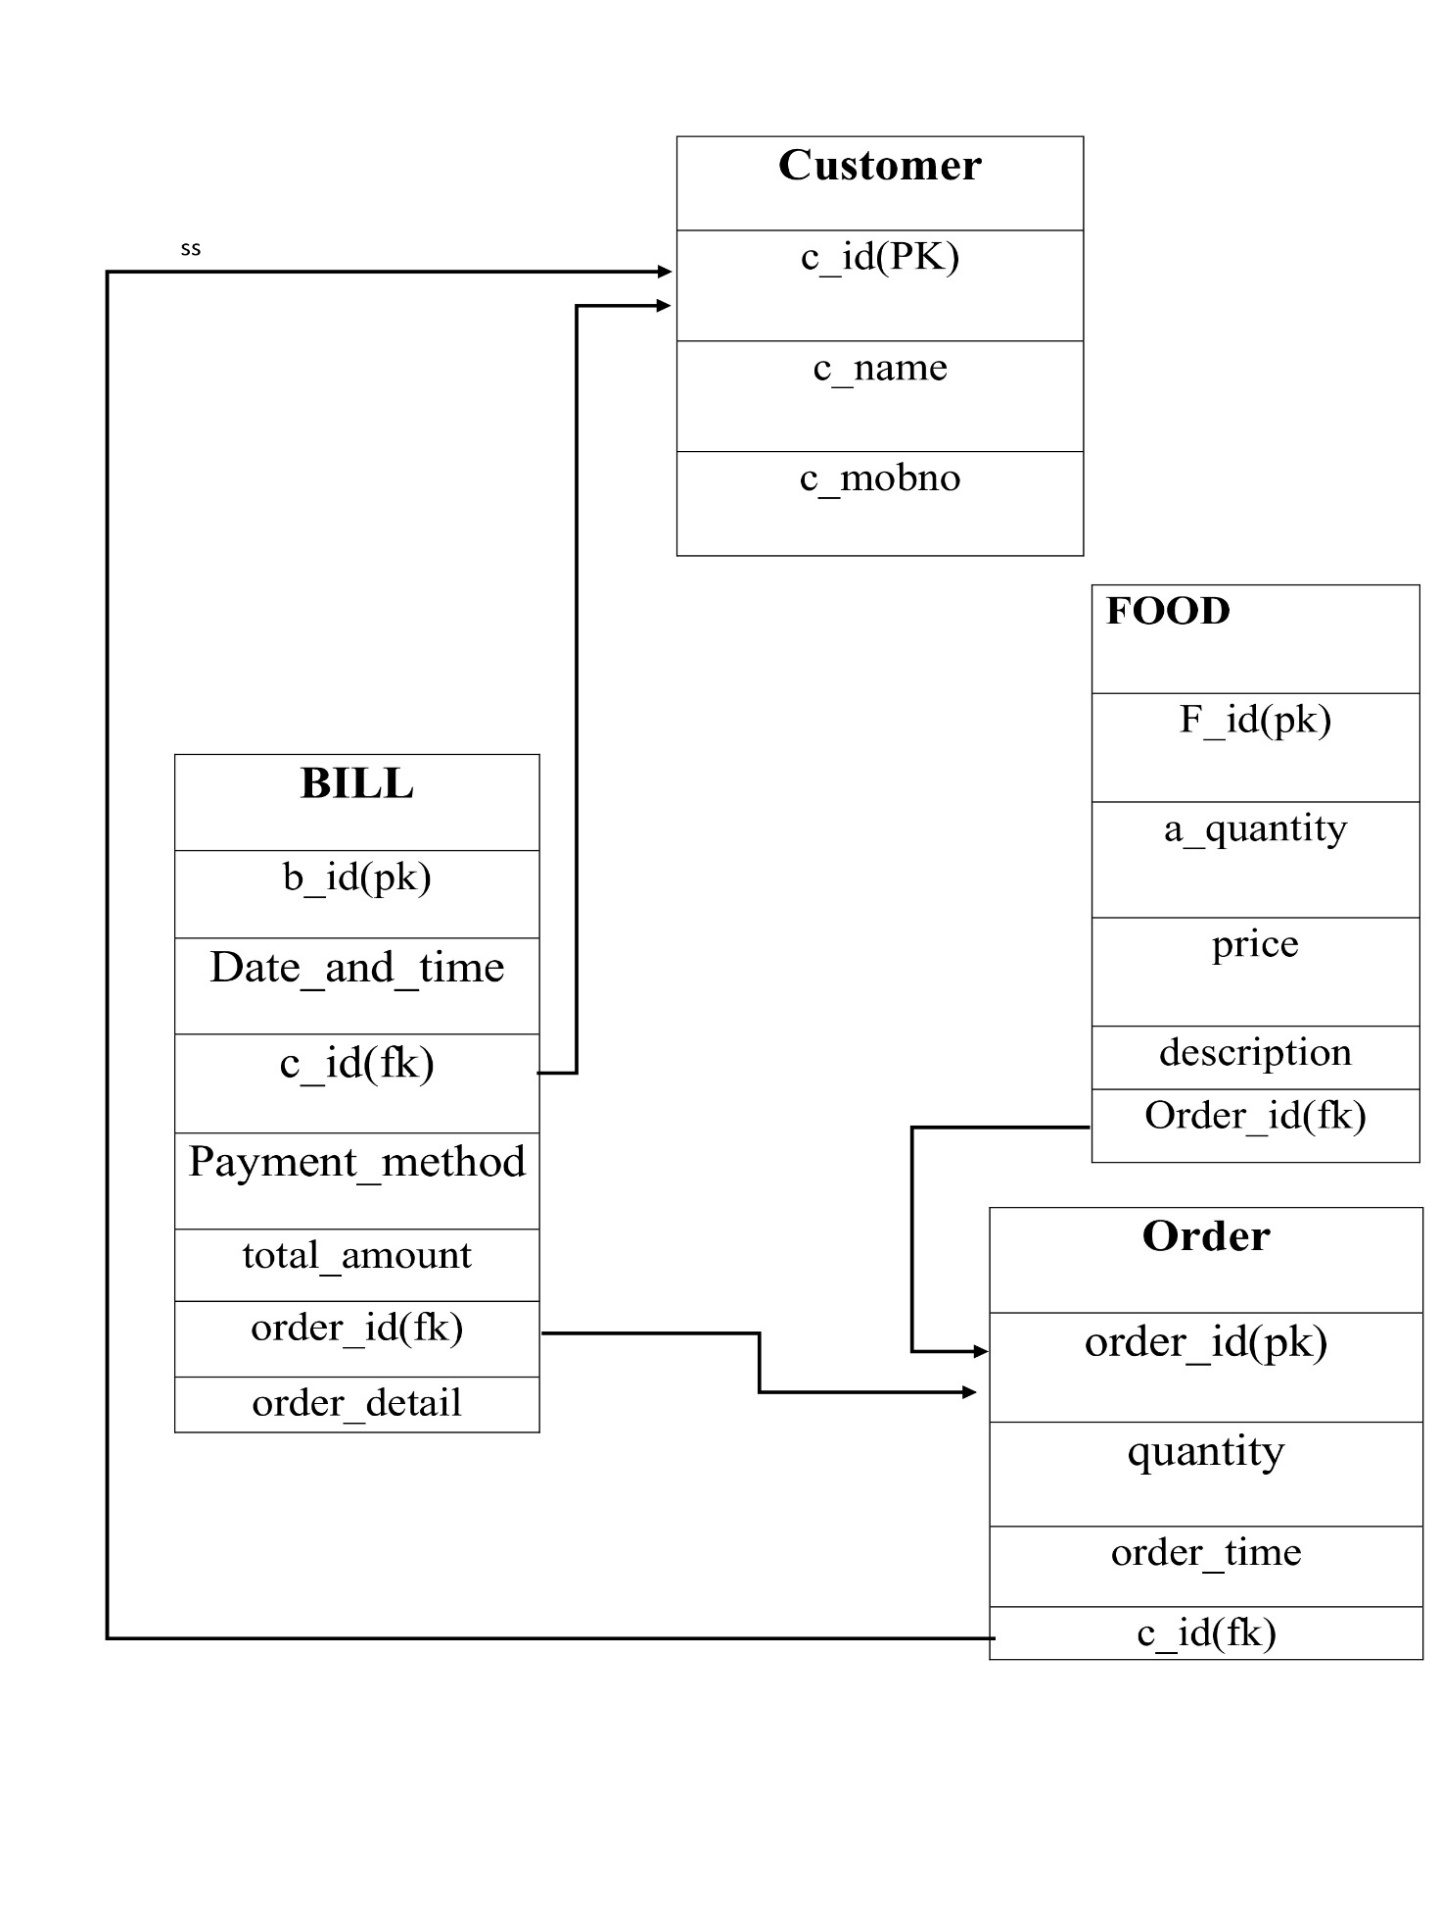 Customer
ss
c_id(PK)
c_name
c_mobno
FOOD
F_id(pk)
a_quantity
price
description
Order_id(fk)
BILL
b_id(pk)
Date_and_time
c_id(fk)
Payment_method
total_amount
order_id(fk)
order_detail
Order
order_id(pk)
quantity
order_time
c_id(fk)